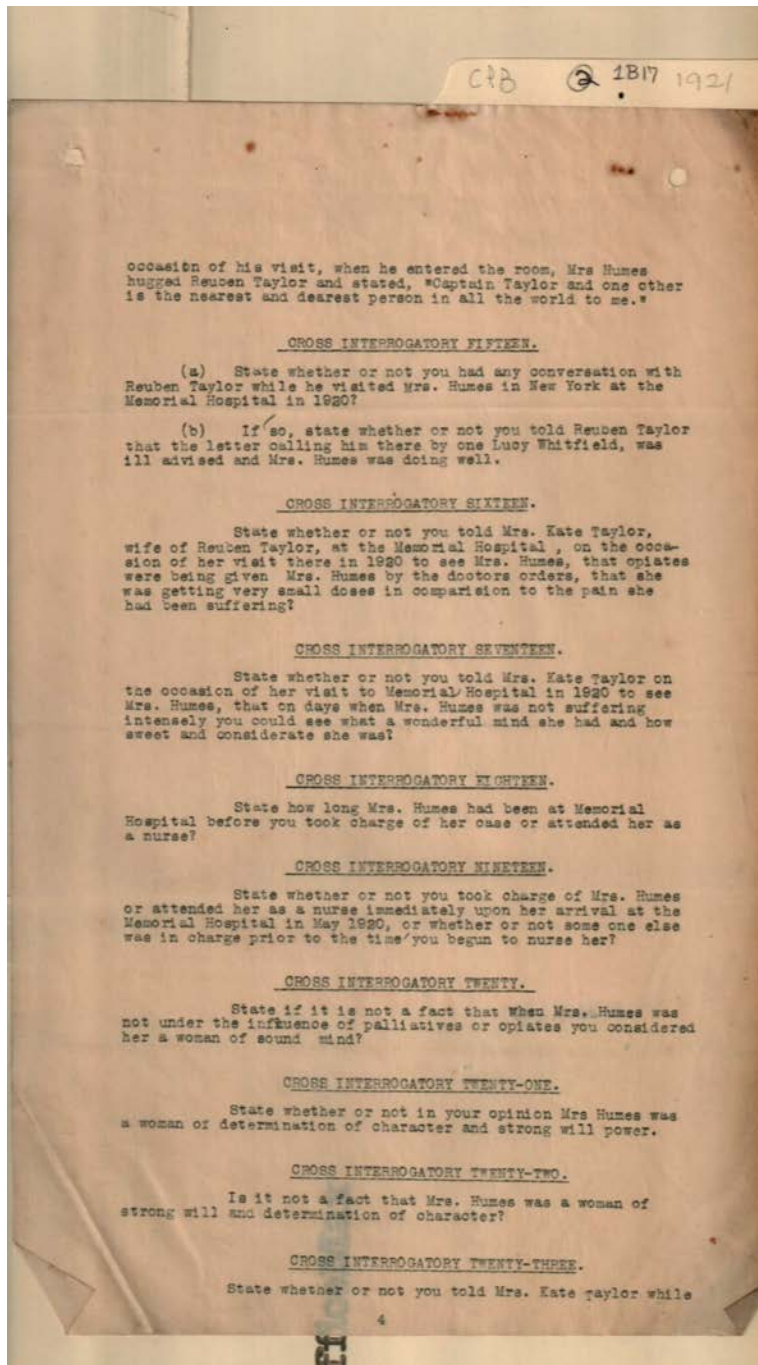 CPB ② 1B17 1921
occasion of his visit, when he entered the room, Mrs Humes
hugged Reuben Taylor and stated, "Captain Taylor and one other
is the nearest and dearest person in all the world to me."
CROSS INTERROGATORY FIFTEEN.
(a) State whether or not you had any conversation with
Reuben Taylor while he visited Mrs. Humes in New York at the
Memorial Hospital in 1920?
(b) If so, state whether or not you told Reuben Taylor
that the letter calling him there by one Lucy Whitfield, was
ill advised and Mrs. Humes was doing well.
CROSS INTERROGATORY SIXTEEN.
State whether or not you told Mrs. Kate Taylor,
wife of Reuben Taylor, at the Memorial Hospital , on the occa-
sion of her visit there in 1920 to see Mrs. Humes, that opiates
were being given Mrs. Humes by the doctors orders, that she
was getting very small doses in comparision to the pain she
had been suffering?
CROSS INTERROGATORY SEVENTEEN.
State whether or not you told Mrs. Kate Taylor on
the occasion of her visit to Memorial Hospital in 1920 to see
Mrs. Humes, that on days when Mrs. Humes was not suffering
intensely you could see what a wonderful mind she had and how
sweet and considerate she was?
CROSS INTERROGATORY EIGHTEEN.
State how long Mrs. Humes had been at Memorial
Hospital before you took charge of her case or attended her as
a nurse?
CROSS INTERROGATORY NINETEEN.
State whether or not you took charge of Mrs. Humes
or attended her as a nurse immediately upon her arrival at the
Memorial Hospital in May 1920, or whether or not some one else
was in charge prior to the time you begun to nurse her?
CROSS INTERROGATORY TWENTY.
State if it is not a fact that when Mrs. Humes was
not under the influence of palliatives or opiates you considered
her a woman of sound mind?
CROSS INTERROGATORY TWENTY-ONE.
State whether or not in your opinion Mrs Humes was
a woman of determination of character and strong will power.
CROSS INTERROGATORY TWENTY-TWO.
Is it not a fact that Mrs. Humes was a woman of
strong will and determination of character?
CROSS INTERROGATORY TWENTY-THREE.
State whether or not you told Mrs. Kate Taylor while
4